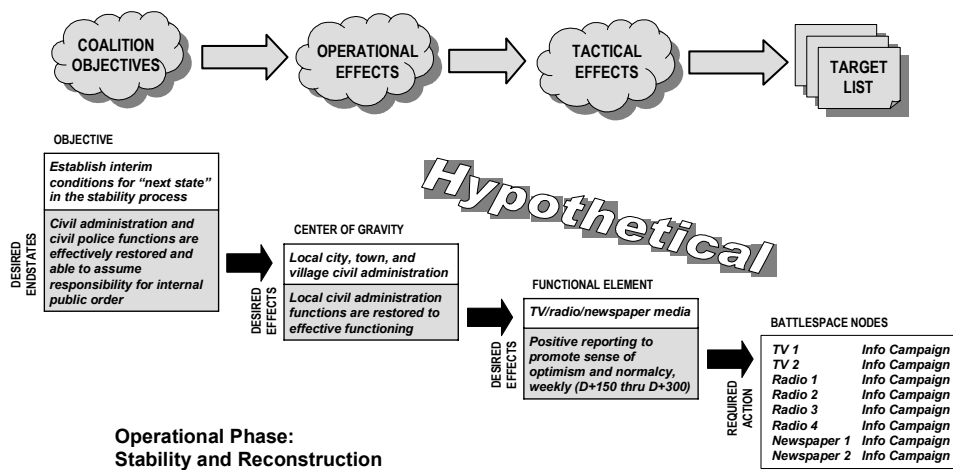 COALITION
OBJECTIVES
OPERATIONAL
EFFECTS
TACTICAL
EFFECTS
TARGET
LIST
OBJECTIVE
Establish interim
conditions for “next state”
in the stability process
DESIRED
ENDSTATES
Civil administration and
civil police functions are
effectively restored and
able to assume
responsibility for internal
public order
Hypothetical
CENTER OF GRAVITY
Local city, town, and
village civil administration
DESIRED
EFFECTS
Local civil administration
functions are restored to
effective functioning
FUNCTIONAL ELEMENT
TV/radio/newspaper media
DESIRED
EFFECTS
Positive reporting to
promote sense of
optimism and normalcy,
weekly (D+150 thru D+300)
BATTLESPACE NODES
REQUIRED
ACTION
TV 1 Info Campaign
TV 2 Info Campaign
Radio 1 Info Campaign
Radio 2 Info Campaign
Radio 3 Info Campaign
Radio 4 Info Campaign
Newspaper 1 Info Campaign
Newspaper 2 Info Campaign
Operational Phase:
Stability and Reconstruction